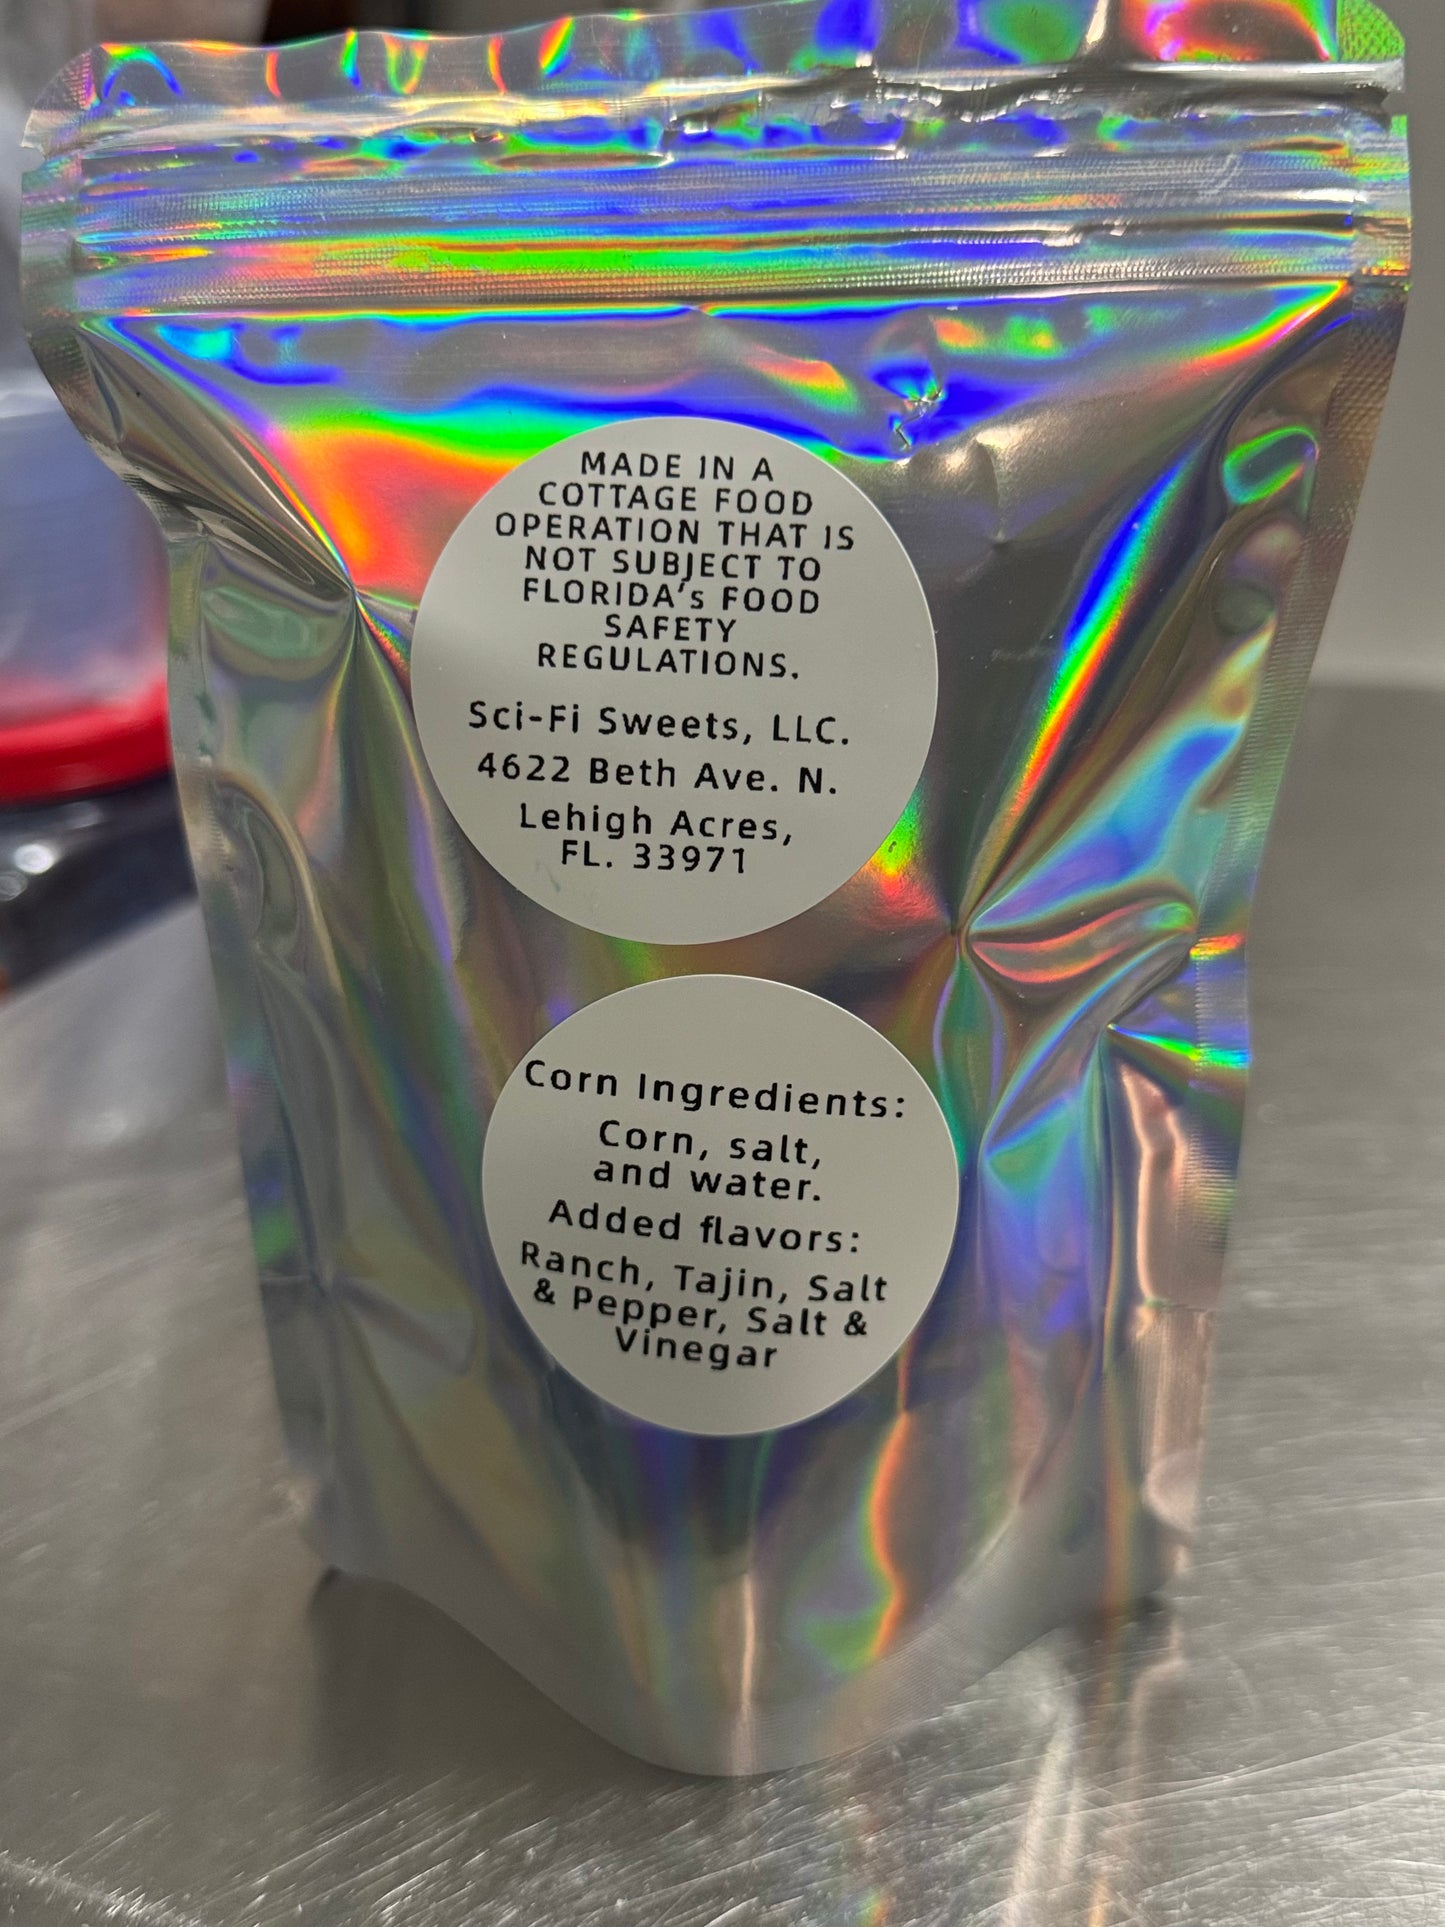 MADE IN A
COTTAGE FOOD
OPERATION THAT IS
NOT SUBJECT TO
FLORIDA's FOOD
SAFETY
REGULATIONS.
Sci-Fi Sweets, LLC.
4622 Beth Ave. N.
Lehigh Acres,
FL. 33971
Corn Ingredients:
Corn, salt,
and water.
Added flavors:
Ranch, Tajin, Salt
& Pepper, Salt &
Vinegar